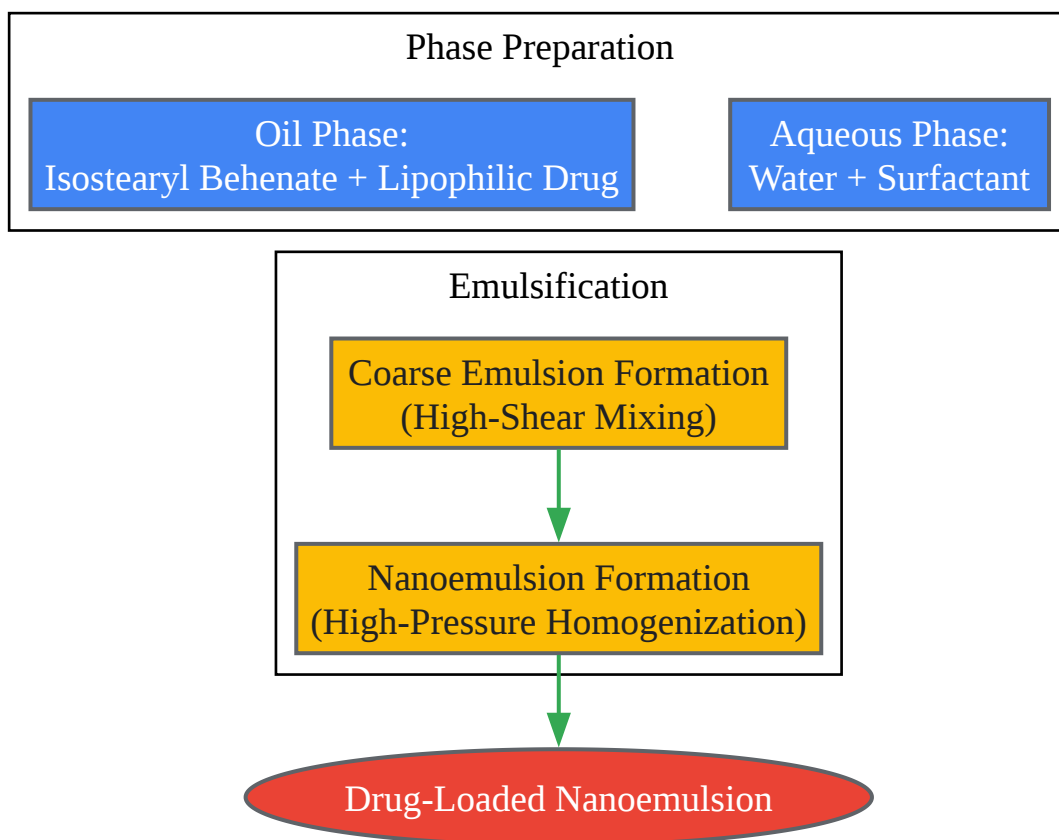 Phase Preparation
Oil Phase:
Isostearyl Behenate + Lipophilic Drug
Aqueous Phase:
Water + Surfactant
Emulsification
Coarse Emulsion Formation
(High-Shear Mixing)
Nanoemulsion Formation
(High-Pressure Homogenization)
Drug-Loaded Nanoemulsion